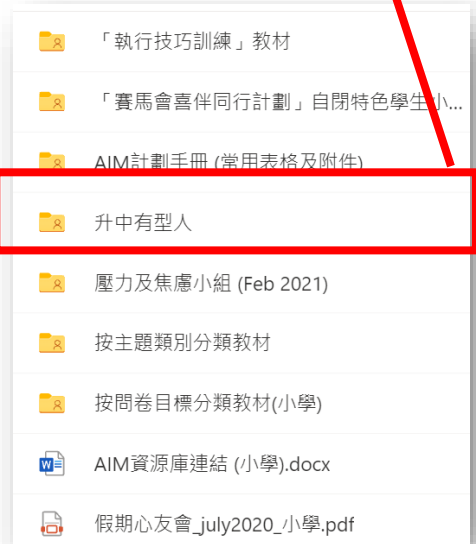 「執行技巧訓練」教材
「賽馬會喜伴同行計劃」自閉特色學生小...
AIM計劃手冊 (常用表格及附件)
升中有型人
壓力及焦慮小組 (Feb 2021)
按主題類別分類教材
按問卷目標分類教材(小學)
AIM資源庫連結 (小學).docx
假期心友會_july2020_小學.pdf